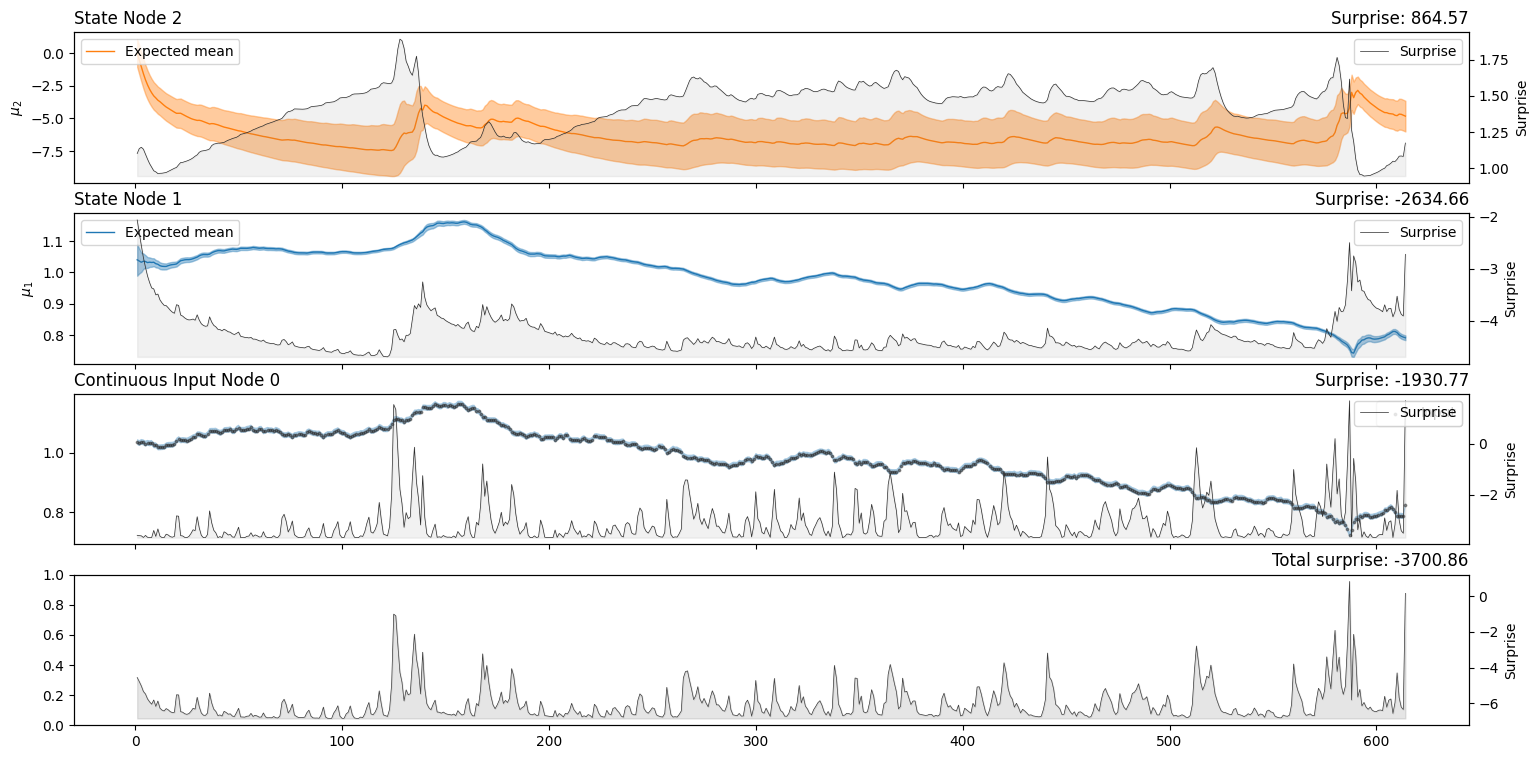 State Node 2 Surprise: 864.57
Expected mean
Surprise
0.0
−2.5
−5.0
−7.5
μ2
1.75
1.50
1.25
1.00
Surprise
State Node 1 Surprise: -2634.66
Expected mean
Surprise
1.1
1.0
0.9
0.8
μ1
−2
−3
−4
Surprise
Continuous Input Node 0 Surprise: -1930.77
Surprise
1.0
0.8
0
−2
Surprise
Total surprise: -3700.86
1.0
0.8
0.6
0.4
0.2
0.0
0
−2
−4
−6
Surprise
0 100 200 300 400 500 600